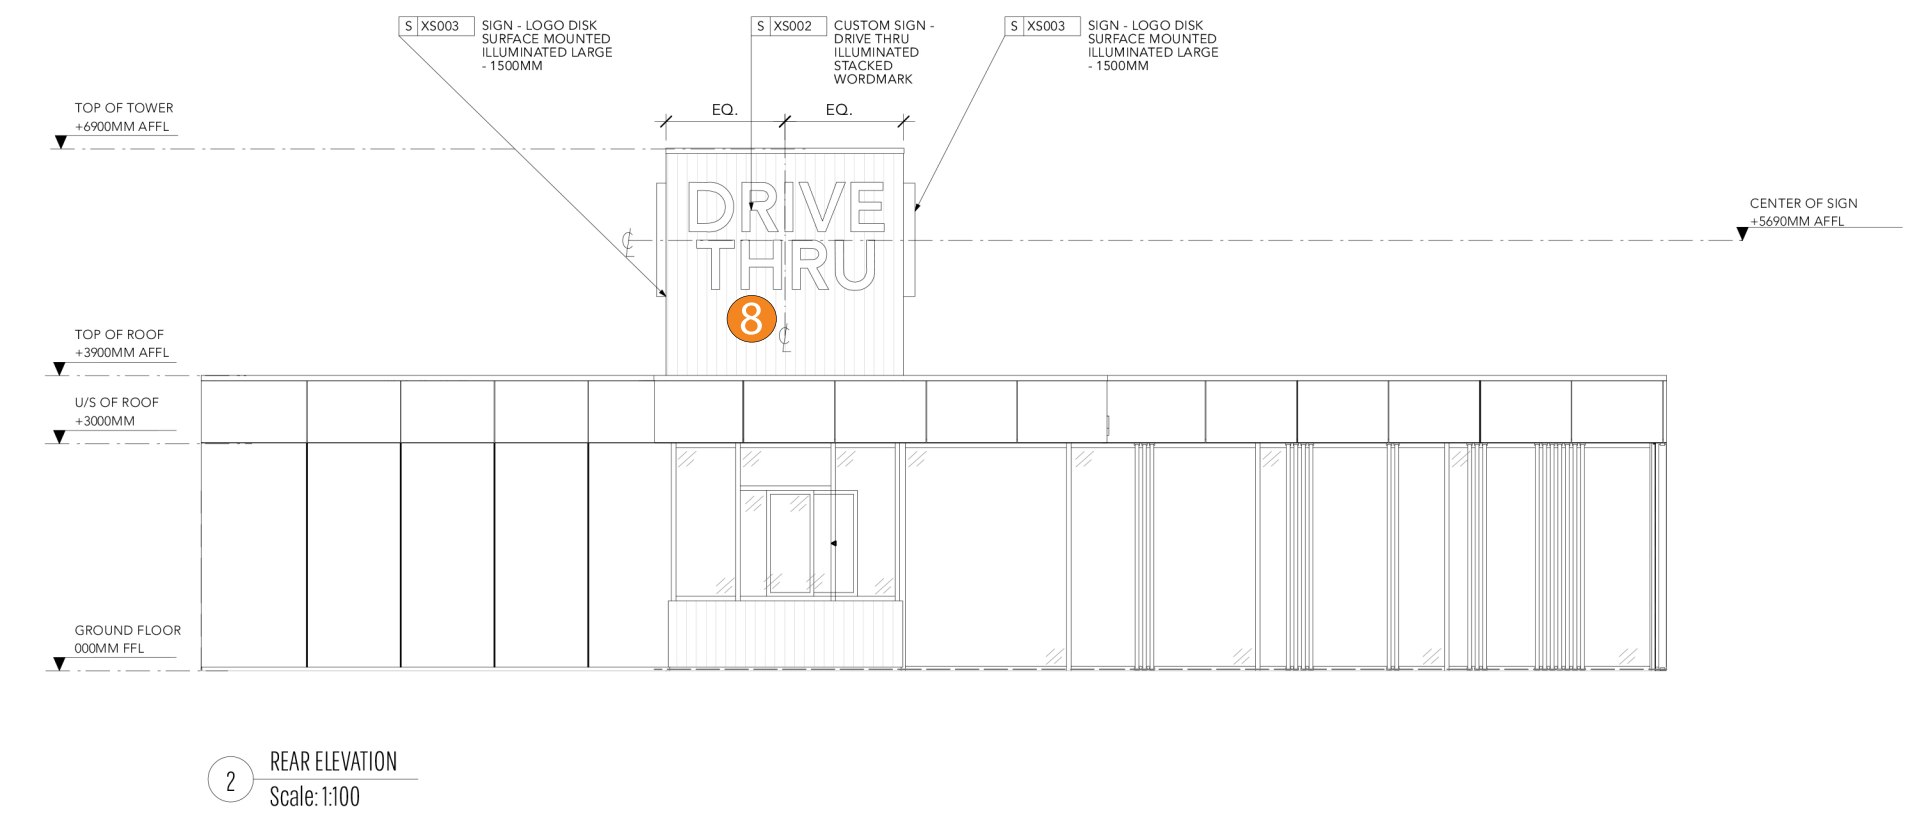 S XS003
SIGN - LOGO DISK
SURFACE MOUNTED
ILLUMINATED LARGE
- 1500MM
S XS002
CUSTOM SIGN -
DRIVE THRU
ILLUMINATED
STACKED
WORDMARK
S XS003
SIGN - LOGO DISK
SURFACE MOUNTED
ILLUMINATED LARGE
- 1500MM
TOP OF TOWER
+6900MM AFFL
EQ. EQ.
DRIVE
THRU
8
CENTER OF SIGN
+5690MM AFFL
TOP OF ROOF
+3900MM AFFL
U/S OF ROOF
+3000MM
GROUND FLOOR
000MM FFL
2
REAR ELEVATION
Scale: 1:100